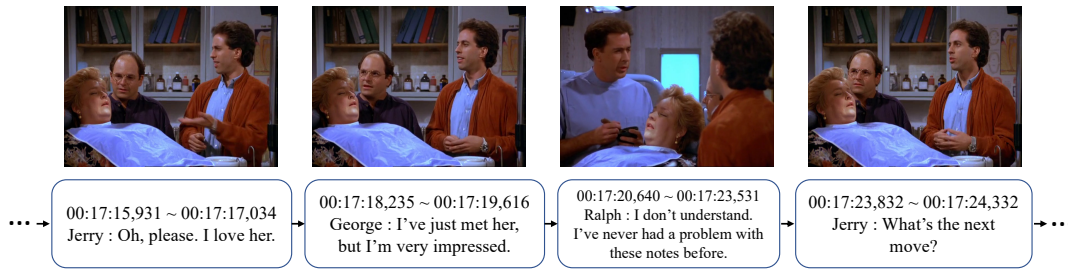 00:17:15,931 ~ 00:17:17,034
Jerry : Oh, please. I love her.
00:17:18,235 ~ 00:17:19,616
George : I’ve just met her,
but I’m very impressed.
00:17:20,640 ~ 00:17:23,531
Ralph : I don’t understand.
I’ve never had a problem with
these notes before.
00:17:23,832 ~ 00:17:24,332
Jerry : What’s the next
move?